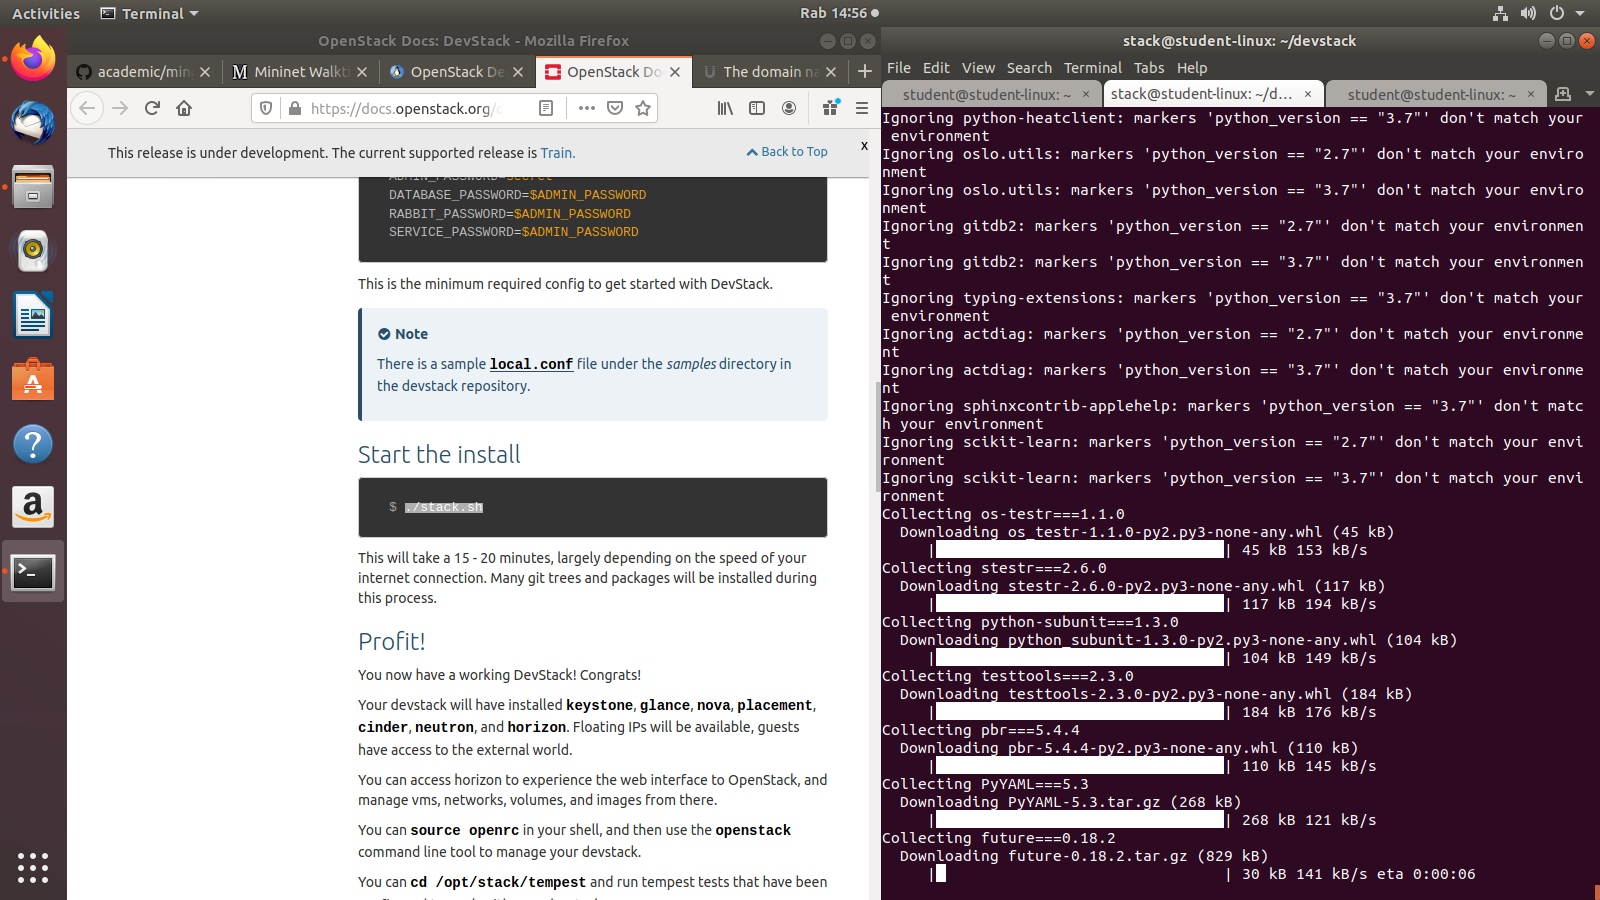 Activities
Terminal
Rab 14:56
OpenStack Docs: DevStack - Mozilla Firefox
academic/min
Mininet Walkt
OpenStack De
OpenStack Do
The domain na
https://docs.openstack.org/
This release is under development. The current supported release is Train.
Back to Top
x
DATABASE_PASSWORD=$ADMIN_PASSWORD
RABBIT_PASSWORD=$ADMIN_PASSWORD
SERVICE_PASSWORD=$ADMIN_PASSWORD
This is the minimum required config to get started with DevStack.
Note
There is a sample local.conf file under the samples directory in
the devstack repository.
Start the install
$ ./stack.sh
This will take a 15 - 20 minutes, largely depending on the speed of your
internet connection. Many git trees and packages will be installed during
this process.
Profit!
You now have a working DevStack! Congrats!
Your devstack will have installed keystone, glance, nova, placement,
cinder, neutron, and horizon. Floating IPs will be available, guests
have access to the external world.
You can access horizon to experience the web interface to OpenStack, and
manage vms, networks, volumes, and images from there.
You can source openrc in your shell, and then use the openstack
command line tool to manage your devstack.
You can cd /opt/stack/tempest and run tempest tests that have been
stack@student-linux: ~/devstack
File Edit View Search Terminal Tabs Help
student@student-linux: ~
stack@student-linux: ~/d...
student@student-linux: ~
Ignoring python-heatclient: markers 'python_version == "3.7"' don't match your
environment
Ignoring oslo.utils: markers 'python_version == "2.7"' don't match your enviro
nment
Ignoring oslo.utils: markers 'python_version == "3.7"' don't match your enviro
nment
Ignoring gitdb2: markers 'python_version == "2.7"' don't match your environmen
t
Ignoring gitdb2: markers 'python_version == "3.7"' don't match your environmen
t
Ignoring typing-extensions: markers 'python_version == "3.7"' don't match your
environment
Ignoring actdiag: markers 'python_version == "2.7"' don't match your environme
nt
Ignoring actdiag: markers 'python_version == "3.7"' don't match your environme
nt
Ignoring sphinxcontrib-applehelp: markers 'python_version == "3.7"' don't matc
h your environment
Ignoring scikit-learn: markers 'python_version == "2.7"' don't match your envi
ronment
Ignoring scikit-learn: markers 'python_version == "3.7"' don't match your envi
ronment
Collecting os-testr===1.1.0
Downloading os_testr-1.1.0-py2.py3-none-any.whl (45 kB)
| | 45 kB 153 kB/s
Collecting stestr===2.6.0
Downloading stestr-2.6.0-py2.py3-none-any.whl (117 kB)
| | 117 kB 194 kB/s
Collecting python-subunit===1.3.0
Downloading python_subunit-1.3.0-py2.py3-none-any.whl (104 kB)
| | 104 kB 149 kB/s
Collecting testtools===2.3.0
Downloading testtools-2.3.0-py2.py3-none-any.whl (184 kB)
| | 184 kB 176 kB/s
Collecting pbr===5.4.4
Downloading pbr-5.4.4-py2.py3-none-any.whl (110 kB)
| | 110 kB 145 kB/s
Collecting PyYAML===5.3
Downloading PyYAML-5.3.tar.gz (268 kB)
| | 268 kB 121 kB/s
Collecting future===0.18.2
Downloading future-0.18.2.tar.gz (829 kB)
| | 30 kB 141 kB/s eta 0:00:06